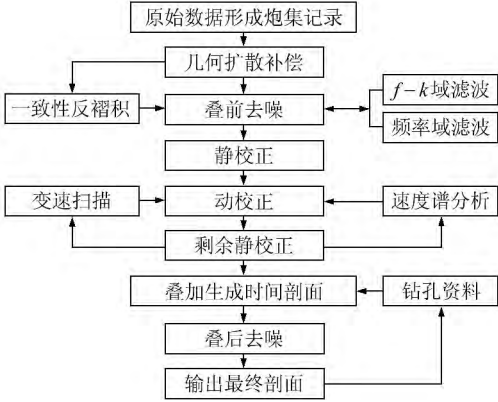 原始数据形成炮集记录
几何扩散补偿
一致性反褶积
叠前去噪
f-k域滤波
频率域滤波
静校正
变速扫描
动校正
速度谱分析
剩余静校正
叠加生成时间剖面
钻孔资料
叠后去噪
输出最终剖面